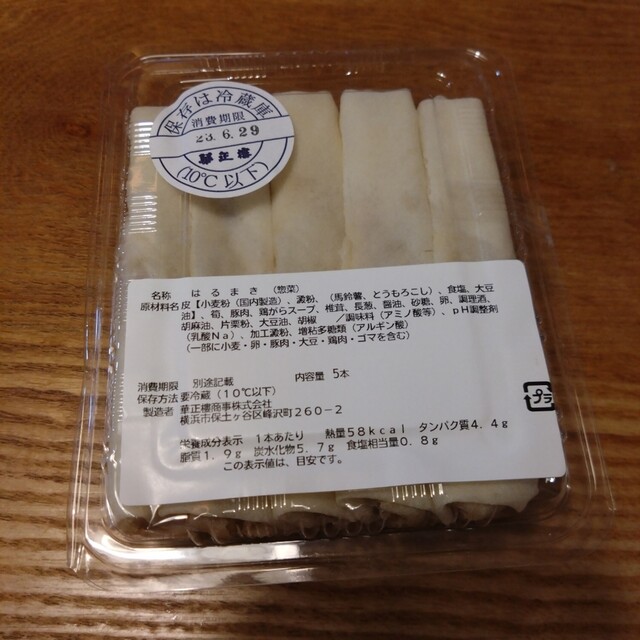 保存は冷蔵庫
消費期限
23.6.29
華正樓
(10℃以下)
名称 はるまき (惣菜)
原材料名 皮【小麦粉(国内製造)、澱粉、(馬鈴薯、とうもろこし)、食塩、大豆
油】、筍、豚肉、鶏がらスープ、椎茸、長葱、醤油、砂糖、卵、調理酒、
胡麻油、片栗粉、大豆油、胡椒 /調味料(アミノ酸等)、pH調整剤
(乳酸Na)、加工澱粉、増粘多糖類(アルギン酸)
(一部に小麦・卵・豚肉・大豆・鶏肉・ゴマを含む)
消費期限 別途記載 内容量 5本
保存方法 要冷蔵(10℃以下)
製造者 華正樓商事株式会社
横浜市保土ヶ谷区峰沢町260-2
プラ
栄養成分表示 1本あたり 熱量58kcal タンパク質4.4g
脂質1.9g 炭水化物5.7g 食塩相当量0.8g
この表示値は、目安です。